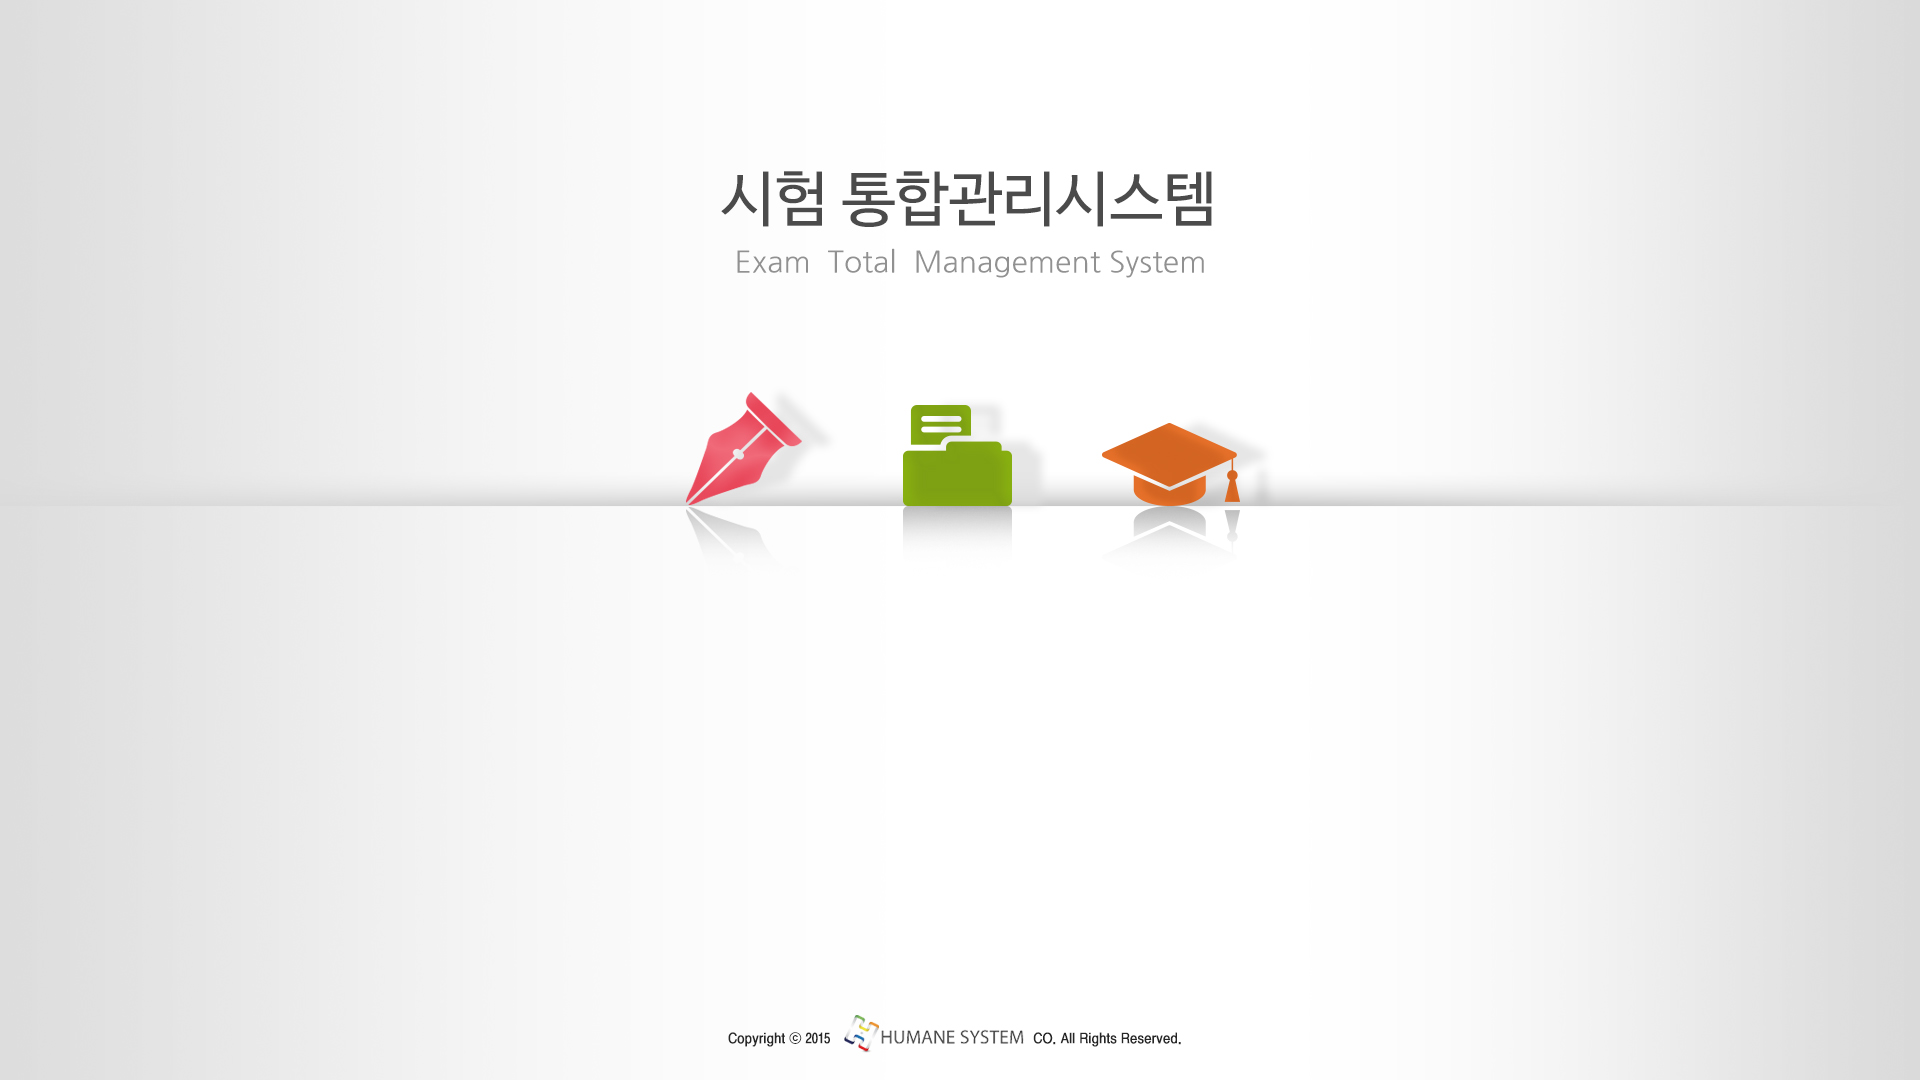 시험 통합관리시스템
Exam Total Management System
Copyright ⓒ 2015 HUMANE SYSTEM CO. All Rights Reserved.